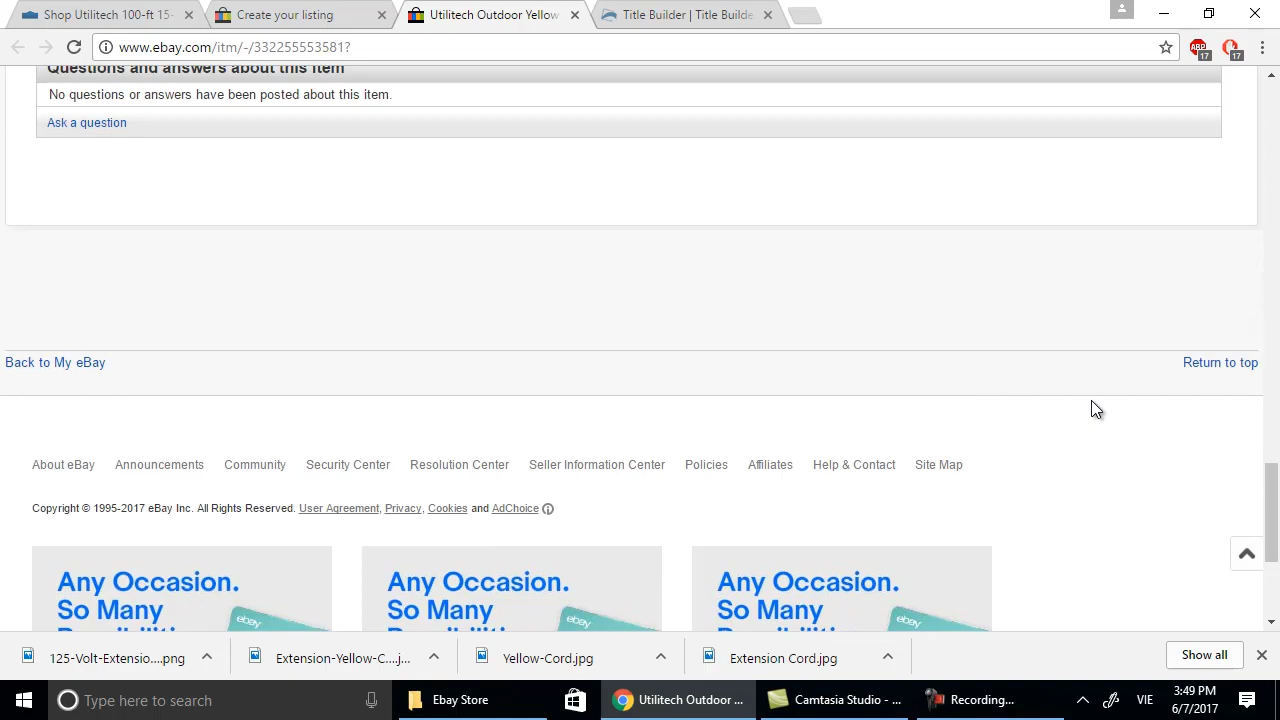 Shop Utilitech 100-ft 15-
Create your listing
Utilitech Outdoor Yellow
Title Builder | Title Builde
www.ebay.com/itm/-/332255553581?
ABP
17
17
Questions and answers about this item
No questions or answers have been posted about this item.
Ask a question
Back to My eBay
Return to top
About eBay
Announcements
Community
Security Center
Resolution Center
Seller Information Center
Policies
Affiliates
Help & Contact
Site Map
Copyright © 1995-2017 eBay Inc. All Rights Reserved. User Agreement, Privacy, Cookies and AdChoice
Any Occasion.
So Many
ebay
Any Occasion.
So Many
ebay
Any Occasion.
So Many
ebay
125-Volt-Extensio....png
Extension-Yellow-C....j...
Yellow-Cord.jpg
Extension Cord.jpg
Show all
Type here to search
Ebay Store
Utilitech Outdoor ...
Camtasia Studio - ...
Recording...
VIE
3:49 PM
6/7/2017